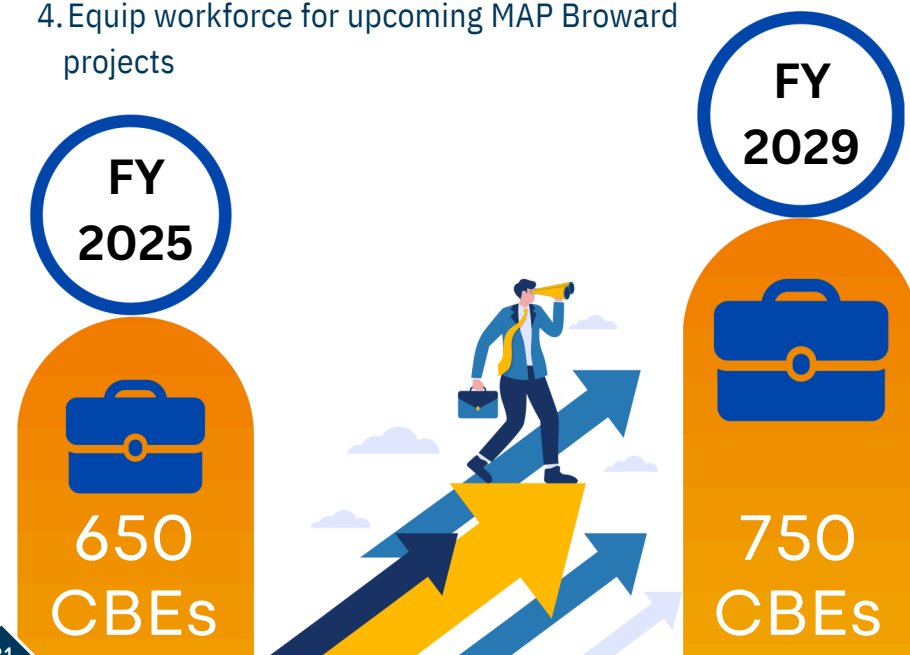 4. Equip workforce for upcoming MAP Broward
projects
FY
2025
FY
2029
650
CBEs
750
CBEs